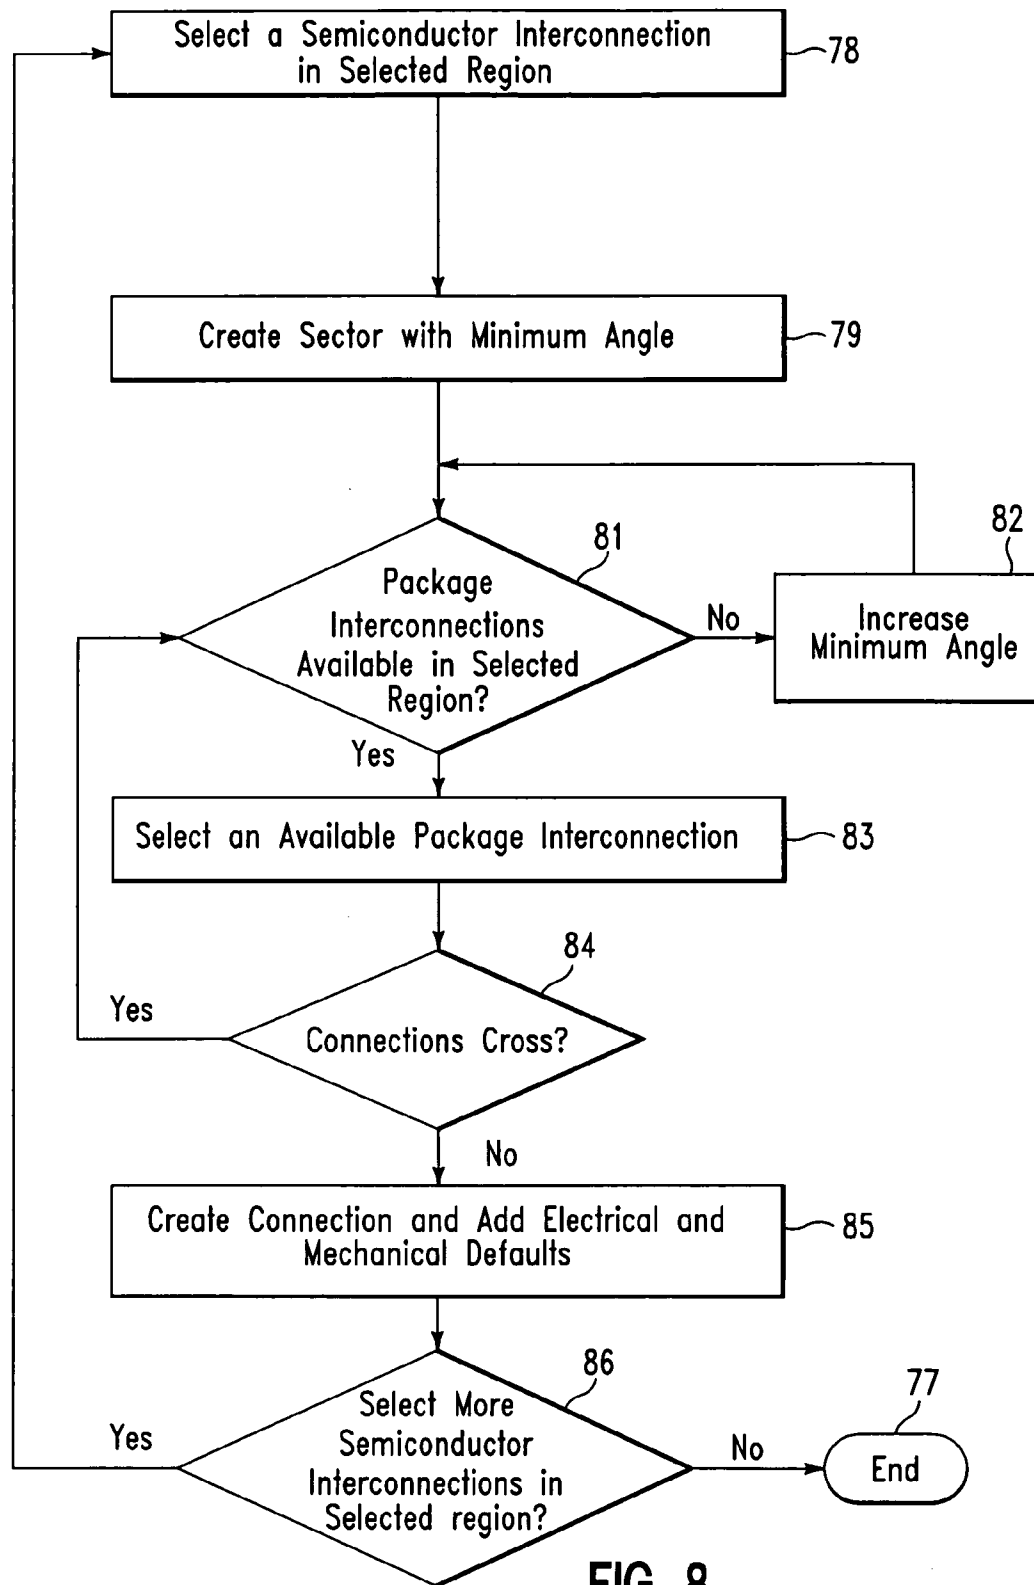 Select a Semiconductor Interconnection
in Selected Region
78
Create Sector with Minimum Angle
79
81
82
Package
Interconnections
Available in Selected
Region?
No
Increase
Minimum Angle
Yes
Select an Available Package Interconnection
83
84
Yes
Connections Cross?
No
Create Connection and Add Electrical and
Mechanical Defaults
85
86
77
Select More
Semiconductor
Interconnections in
Selected region?
Yes
No
End
FIG. 8